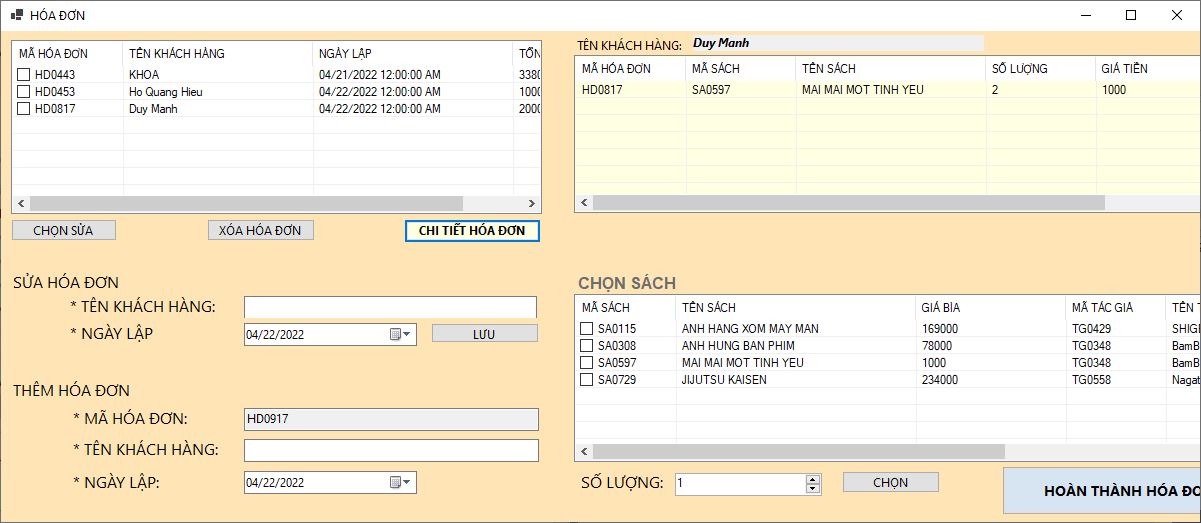 HÓA ĐƠN
MÃ HÓA ĐƠN TÊN KHÁCH HÀNG NGÀY LẬP TỔN
HD0443 KHOA 04/21/2022 12:00:00 AM 3380
HD0453 Ho Quang Hieu 04/22/2022 12:00:00 AM 1000
HD0817 Duy Manh 04/22/2022 12:00:00 AM 2000
CHỌN SỬA XÓA HÓA ĐƠN CHI TIẾT HÓA ĐƠN
TÊN KHÁCH HÀNG: Duy Manh
MÃ HÓA ĐƠN MÃ SÁCH TÊN SÁCH SỐ LƯỢNG GIÁ TIỀN
HD0817 SA0597 MAI MAI MOT TINH YEU 2 1000
SỬA HÓA ĐƠN
* TÊN KHÁCH HÀNG:
* NGÀY LẬP 04/22/2022 LƯU
THÊM HÓA ĐƠN
* MÃ HÓA ĐƠN: HD0917
* TÊN KHÁCH HÀNG:
* NGÀY LẬP: 04/22/2022
CHỌN SÁCH
MÃ SÁCH TÊN SÁCH GIÁ BÌA MÃ TÁC GIẢ TÊN T
SA0115 ANH HANG XOM MAY MAN 169000 TG0429 SHIGE
SA0308 ANH HUNG BAN PHIM 78000 TG0348 BamB
SA0597 MAI MAI MOT TINH YEU 1000 TG0348 BamB
SA0729 JIJUTSU KAISEN 234000 TG0558 Nagat
SỐ LƯỢNG: 1 CHỌN
HOÀN THÀNH HÓA ĐƠ